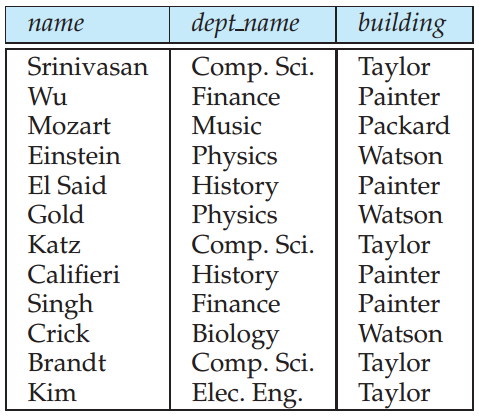 name dept_name building
Srinivasan Comp. Sci. Taylor
Wu Finance Painter
Mozart Music Packard
Einstein Physics Watson
El Said History Painter
Gold Physics Watson
Katz Comp. Sci. Taylor
Califieri History Painter
Singh Finance Painter
Crick Biology Watson
Brandt Comp. Sci. Taylor
Kim Elec. Eng. Taylor